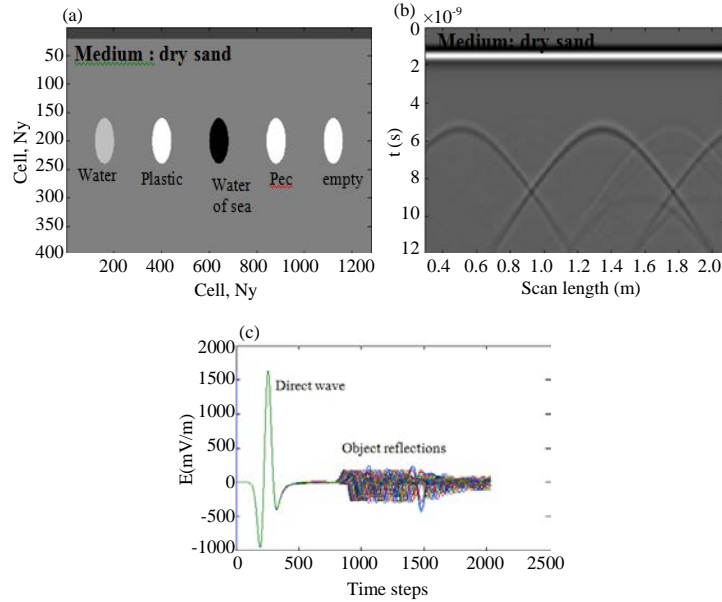 (a)
Medium : dry sand
50
100
150
200
250
300
350
400
Cell, Ny
Water
Plastic
Water
of sea
Pec
empty
200
400
600
800
1000
1200
Cell, Ny
(b)
×10-9
Medium: dry sand
0
2
4
6
8
10
12
t (s)
0.4
0.6
0.8
1.0
1.2
1.4
1.6
1.8
2.0
Scan length (m)
(c)
2000
1500
1000
500
0
-500
-1000
E(mV/m)
Direct wave
Object reflections
0
500
1000
1500
2000
2500
Time steps